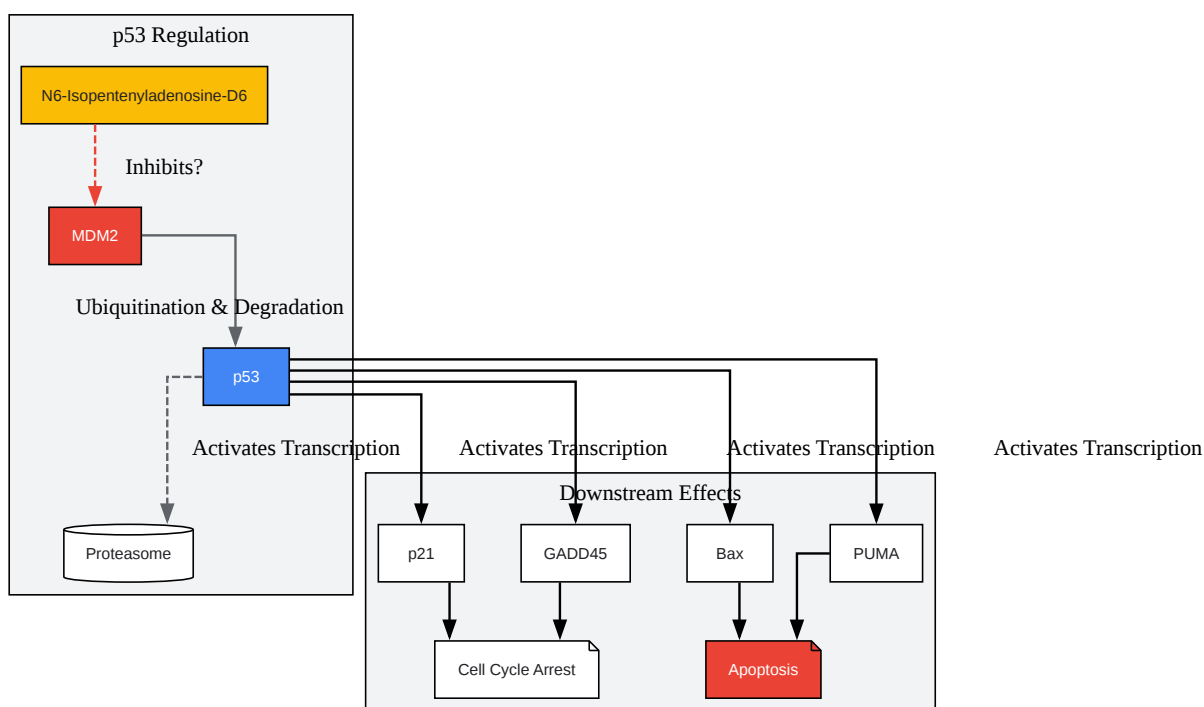 p53 Regulation
N6-Isopentenyladenosine-D6
Inhibits?
MDM2
Ubiquitination & Degradation
p53
Activates Transcription
Activates Transcription
Activates Transcription
Activates Transcription
Downstream Effects
Proteasome
p21
GADD45
Bax
PUMA
Cell Cycle Arrest
Apoptosis